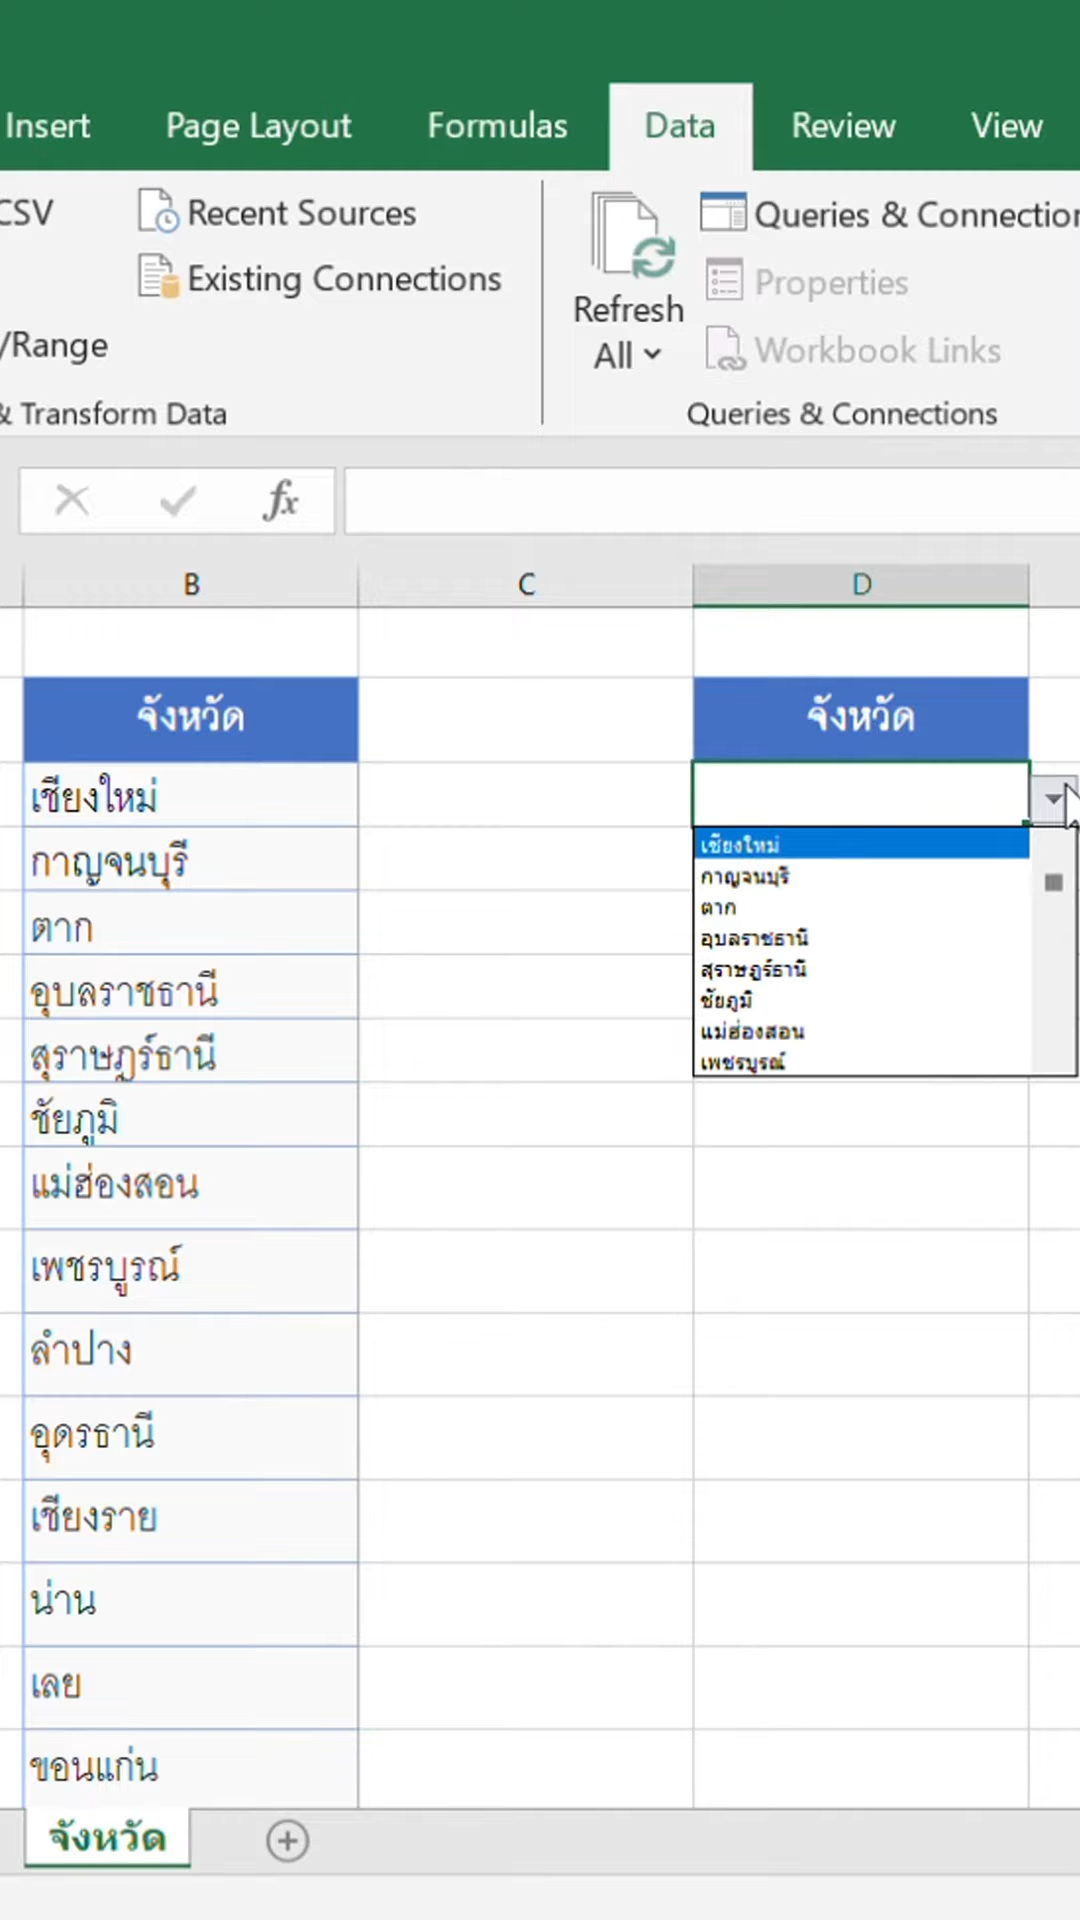 Insert Page Layout Formulas Data Review View
CSV Recent Sources
Existing Connections
/Range
& Transform Data
Refresh
All
Queries & Connection
Properties
Workbook Links
Queries & Connections
fx
B C D
จังหวัด
เชียงใหม่
กาญจนบุรี
ตาก
อุบลราชธานี
สุราษฎร์ธานี
ชัยภูมิ
แม่ฮ่องสอน
เพชรบูรณ์
ลำปาง
อุดรธานี
เชียงราย
น่าน
เลย
ขอนแก่น
จังหวัด
เชียงใหม่
กาญจนบุรี
ตาก
อุบลราชธานี
สุราษฎร์ธานี
ชัยภูมิ
แม่ฮ่องสอน
เพชรบูรณ์
จังหวัด